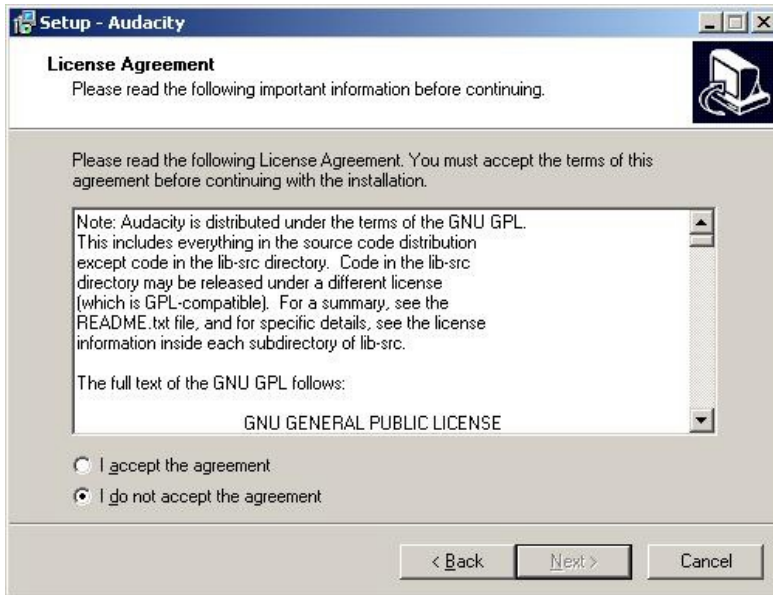 Setup - Audacity
License Agreement
Please read the following important information before continuing.
Please read the following License Agreement. You must accept the terms of this
agreement before continuing with the installation.
Note: Audacity is distributed under the terms of the GNU GPL.
This includes everything in the source code distribution
except code in the lib-src directory.  Code in the lib-src
directory may be released under a different license
(which is GPL-compatible).  For a summary, see the
README.txt file, and for specific details, see the license
information inside each subdirectory of lib-src.
The full text of the GNU GPL follows:
GNU GENERAL PUBLIC LICENSE
I accept the agreement
I do not accept the agreement
< Back Next > Cancel